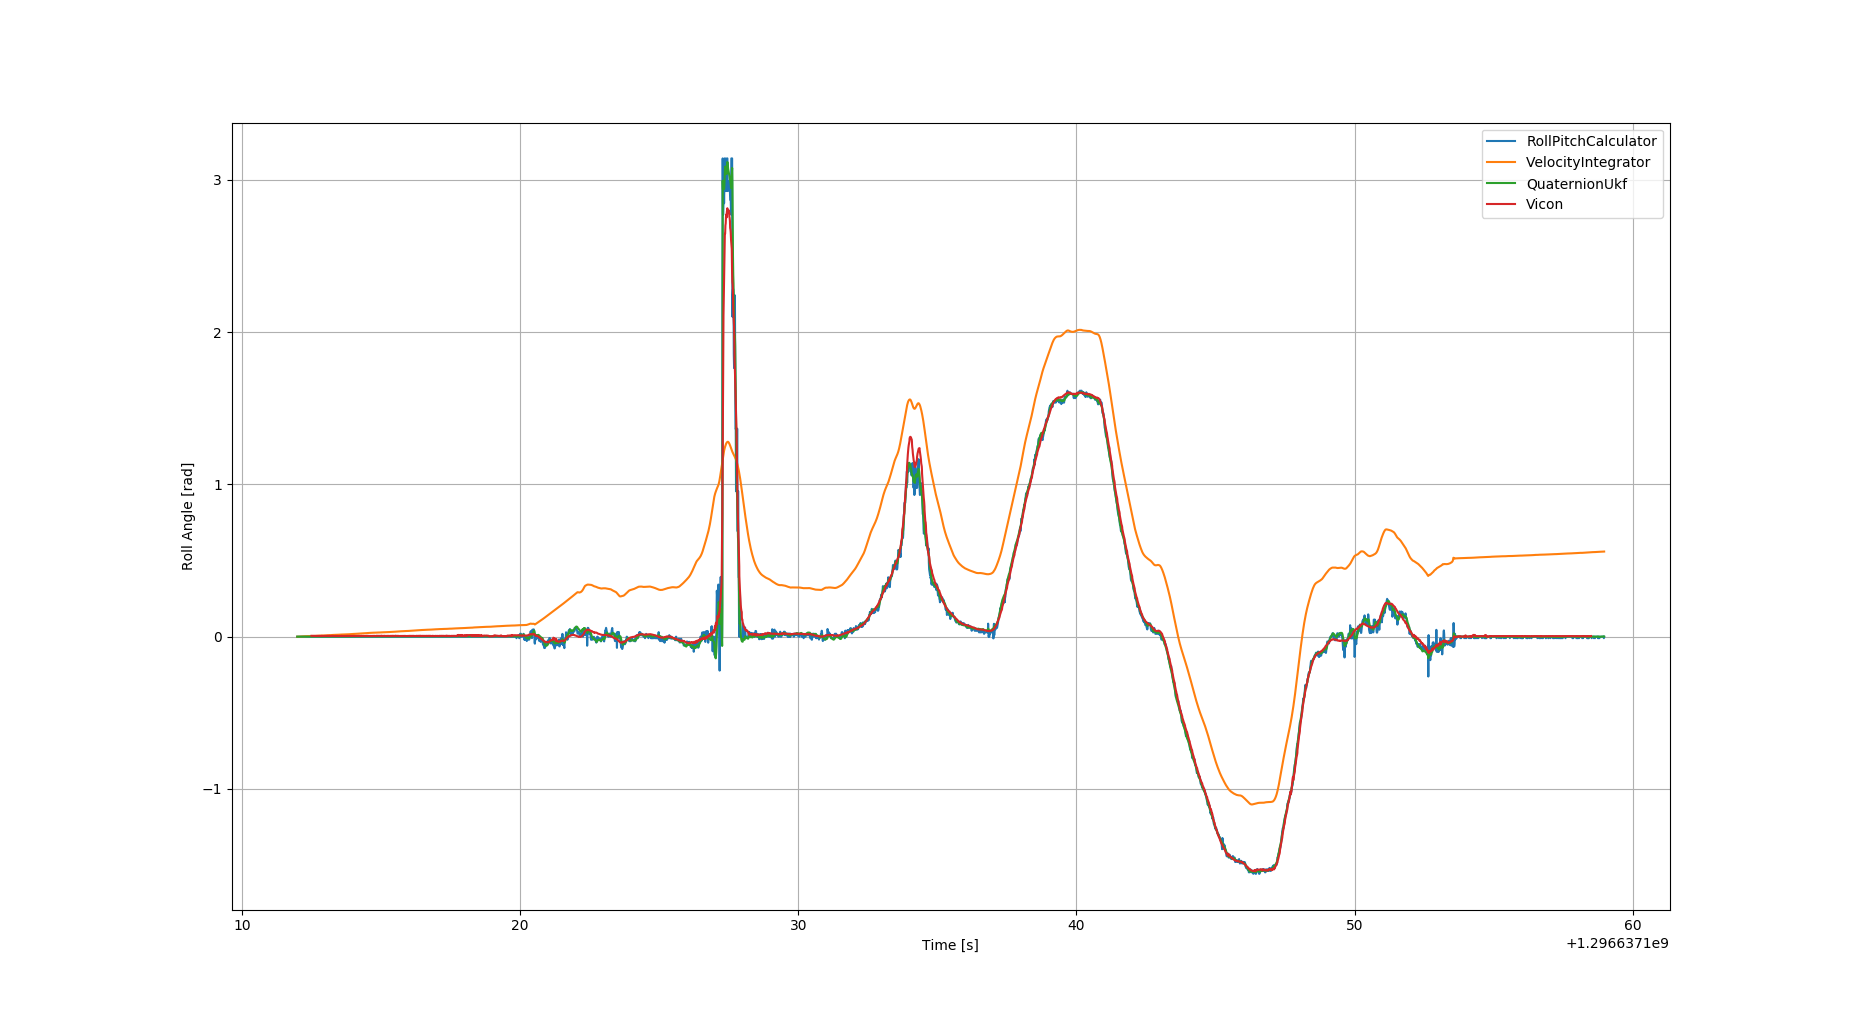 RollPitchCalculator
VelocityIntegrator
QuaternionUkf
Vicon
Roll Angle [rad]
3
2
1
0
−1
10 20 30 40 50 60
Time [s]
+1.2966371e9